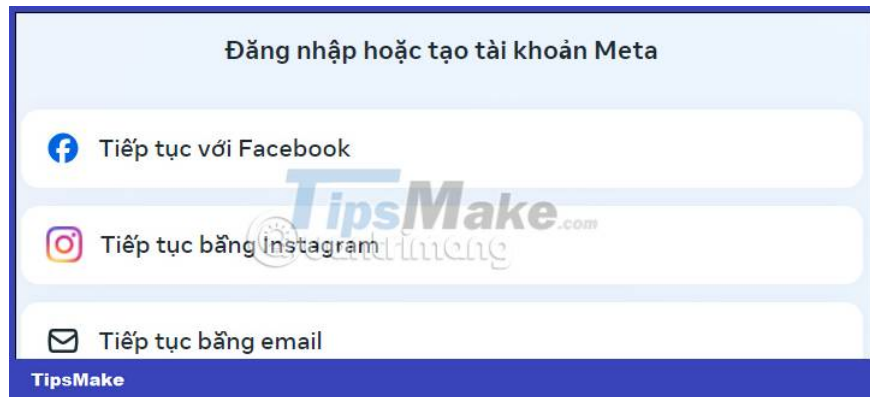 Đăng nhập hoặc tạo tài khoản Meta
Tiếp tục với Facebook
TipsMake.com
Tiếp tục bằng Instagram
@quantrimang
Tiếp tục bằng email
TipsMake